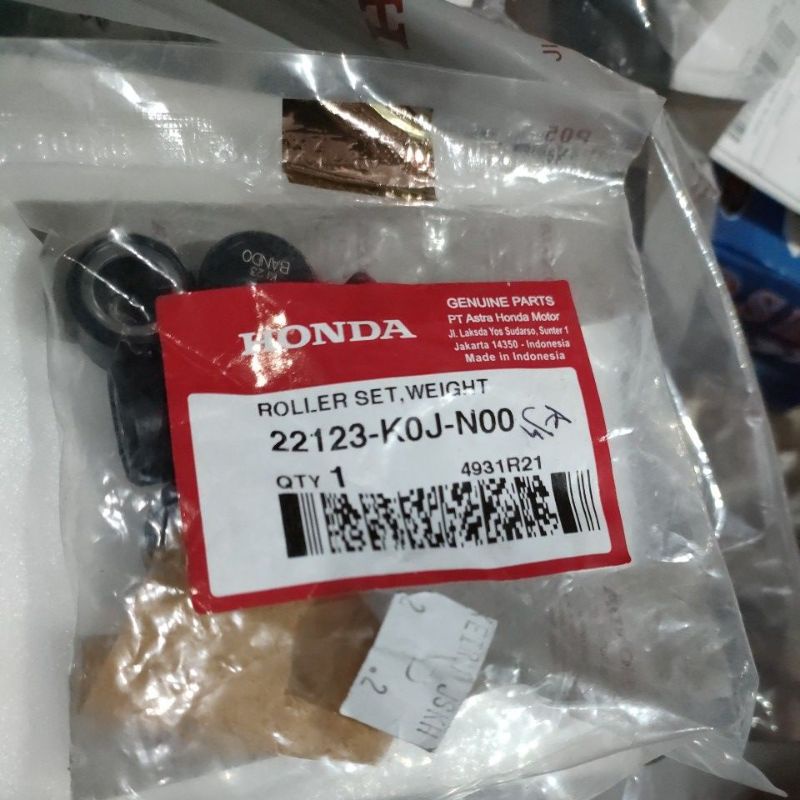 BANDO
HONDA
GENUINE PARTS
PT Astra Honda Motor
Jl. Laksda Yos Sudarso, Sunter 1
Jakarta 14350 - Indonesia
Made in Indonesia
ROLLER SET,WEIGHT
22123-K0J-N00
QTY 1
4931R21